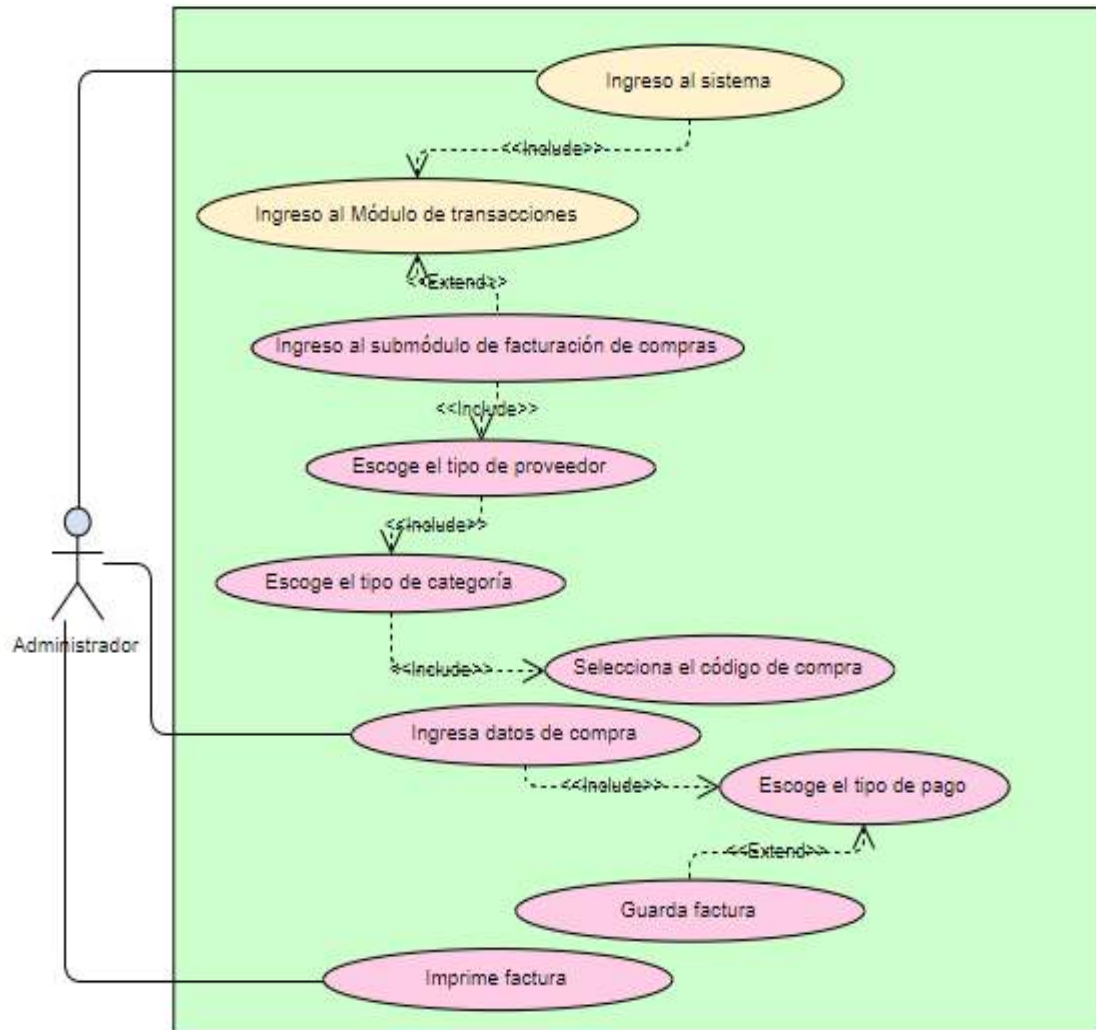 Ingreso al sistema
<<Include>>
Ingreso al Módulo de transacciones
<<Extend>>
Ingreso al submódulo de facturación de compras
<<Include>>
Escoge el tipo de proveedor
<<Include>>
Escoge el tipo de categoría
Administrador
<<Include>>
Selecciona el código de compra
Ingresa datos de compra
<<Include>>
Escoge el tipo de pago
<<Extend>>
Guarda factura
Imprime factura